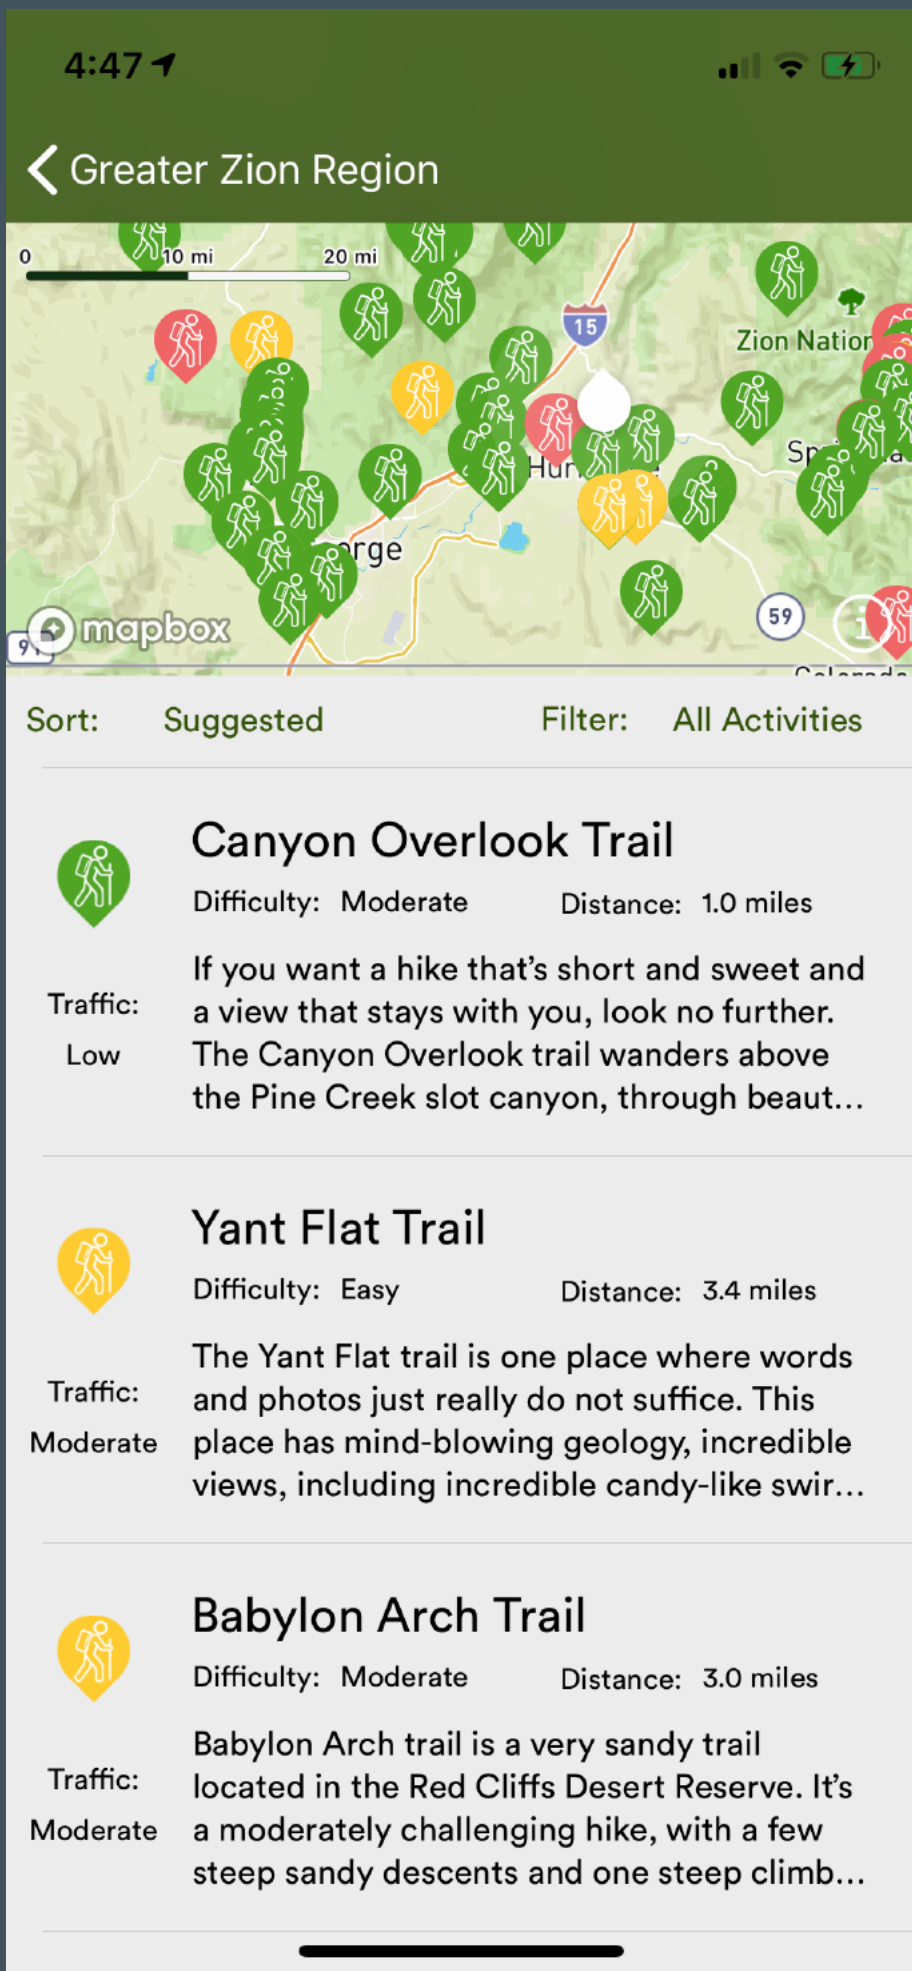 4:47
Greater Zion Region
0 10 mi 20 mi
15
Zion Nation
Hur
orge
59
mapbox
Sort: Suggested Filter: All Activities
Canyon Overlook Trail
Difficulty: Moderate Distance: 1.0 miles
If you want a hike that's short and sweet and
Traffic:
a view that stays with you, look no further.
Low
The Canyon Overlook trail wanders above
the Pine Creek slot canyon, through beaut...
Yant Flat Trail
Difficulty: Easy Distance: 3.4 miles
The Yant Flat trail is one place where words
Traffic:
and photos just really do not suffice. This
Moderate
place has mind-blowing geology, incredible
views, including incredible candy-like swir...
Babylon Arch Trail
Difficulty: Moderate Distance: 3.0 miles
Babylon Arch trail is a very sandy trail
Traffic:
located in the Red Cliffs Desert Reserve. It's
Moderate
a moderately challenging hike, with a few
steep sandy descents and one steep climb...